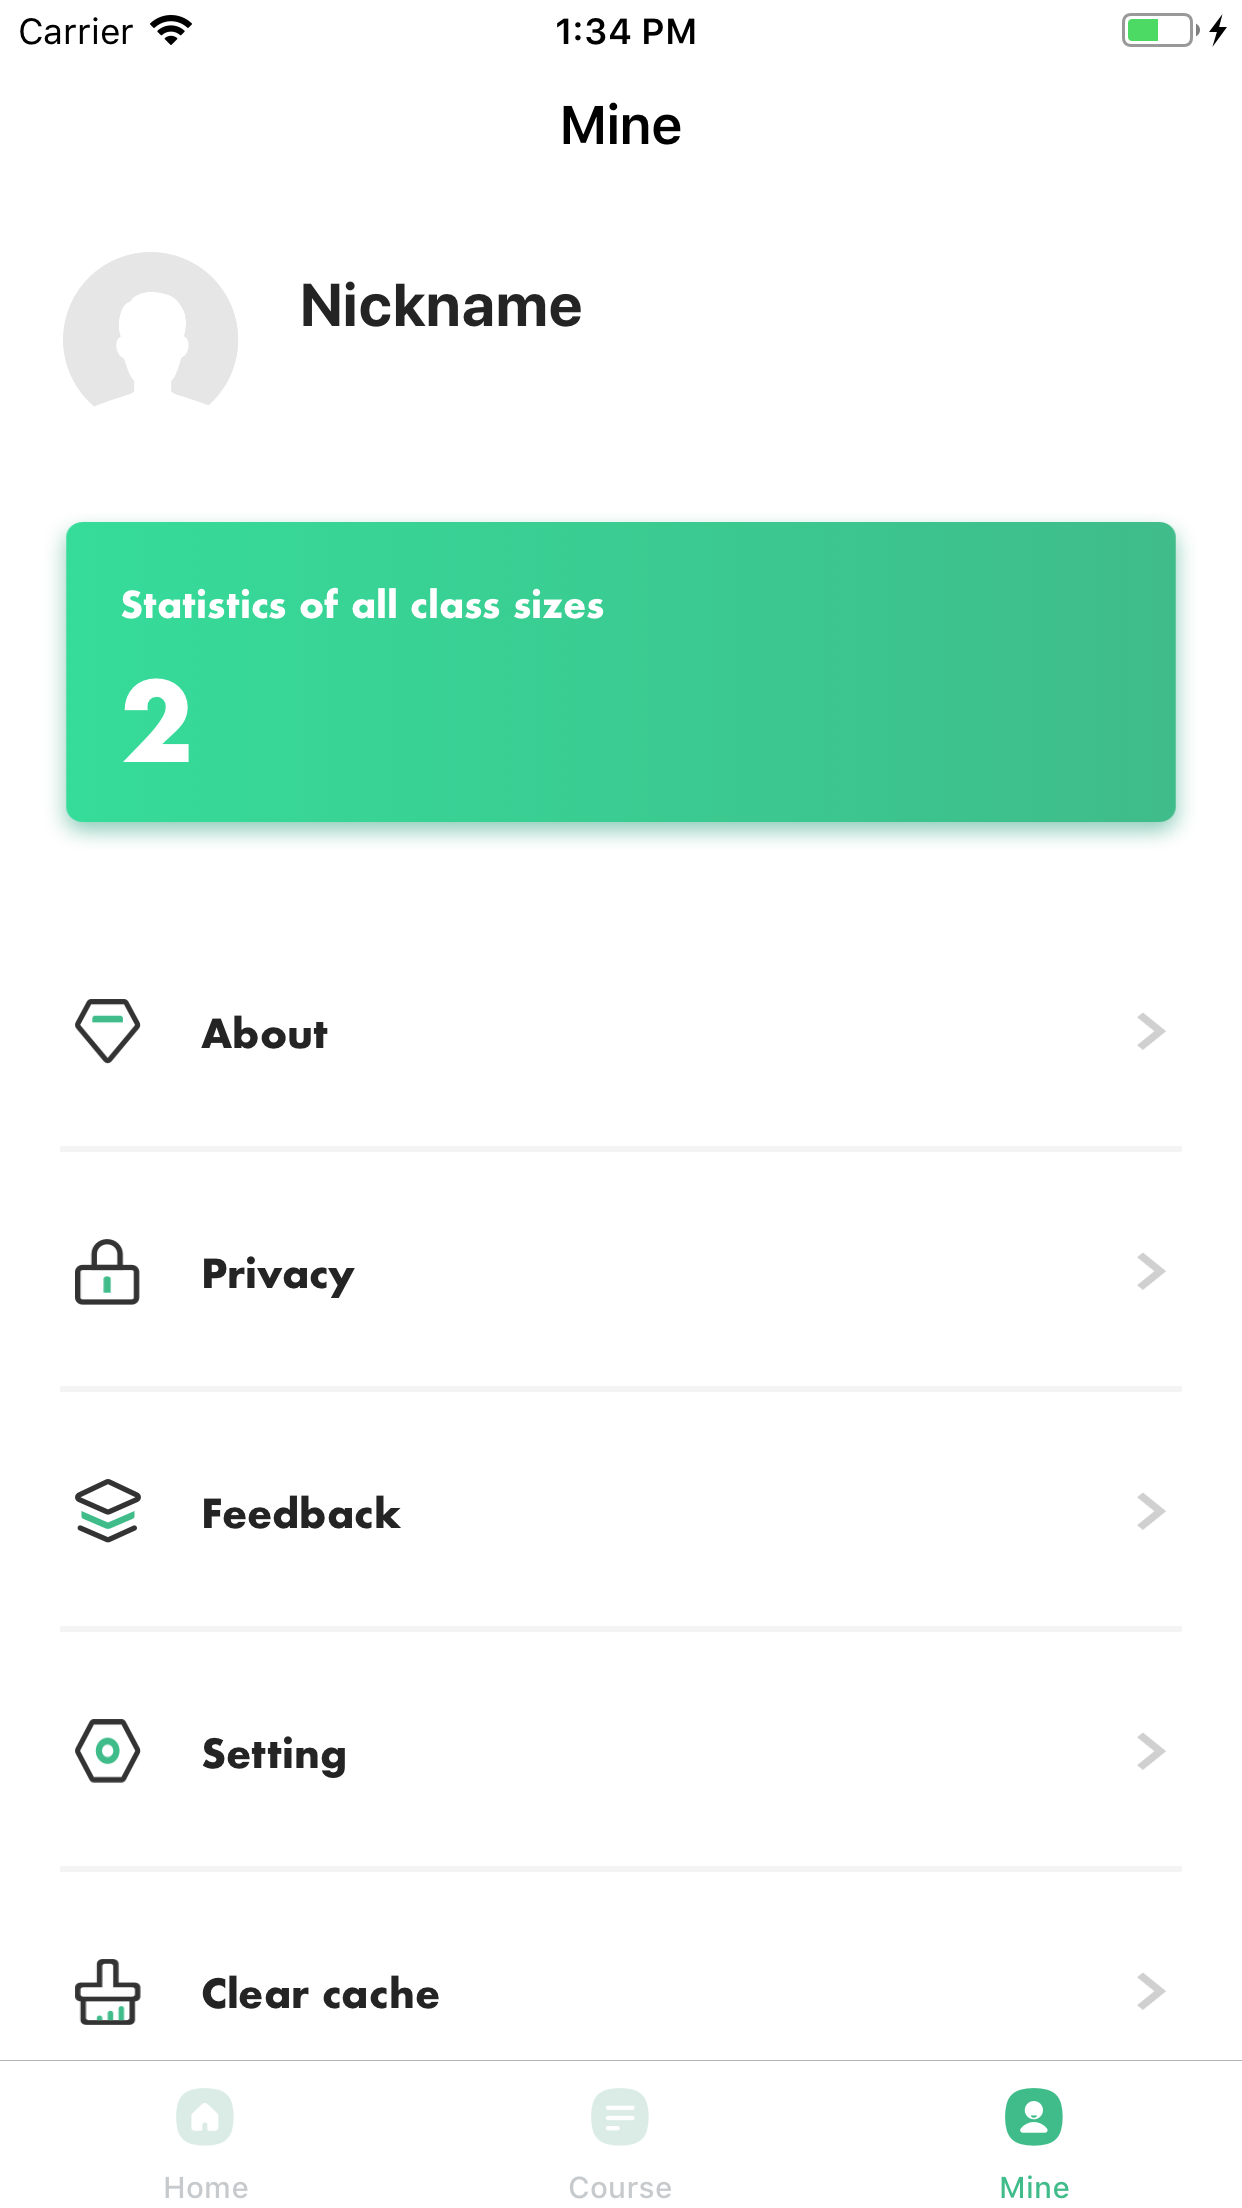 Carrier
1:34 PM
Mine
Nickname
Statistics of all class sizes
2
About
Privacy
Feedback
Setting
Clear cache
Home
Course
Mine